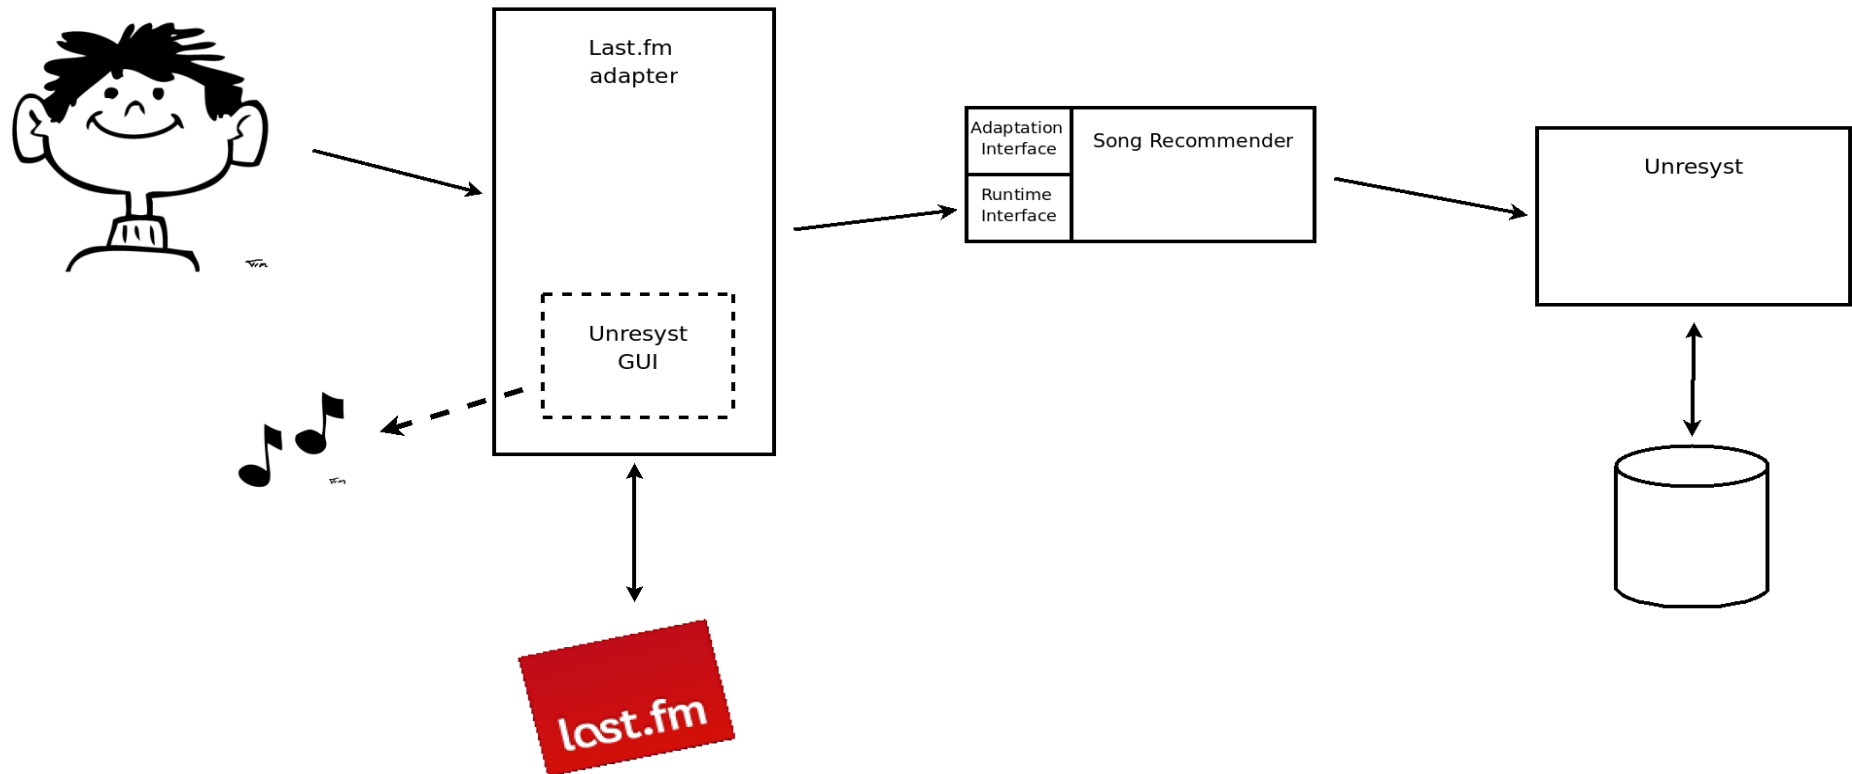 Last.fm
adapter
Adaptation
Interface
Song Recommender
Runtime
Interface
Unresyst
Unresyst
GUI
last.fm